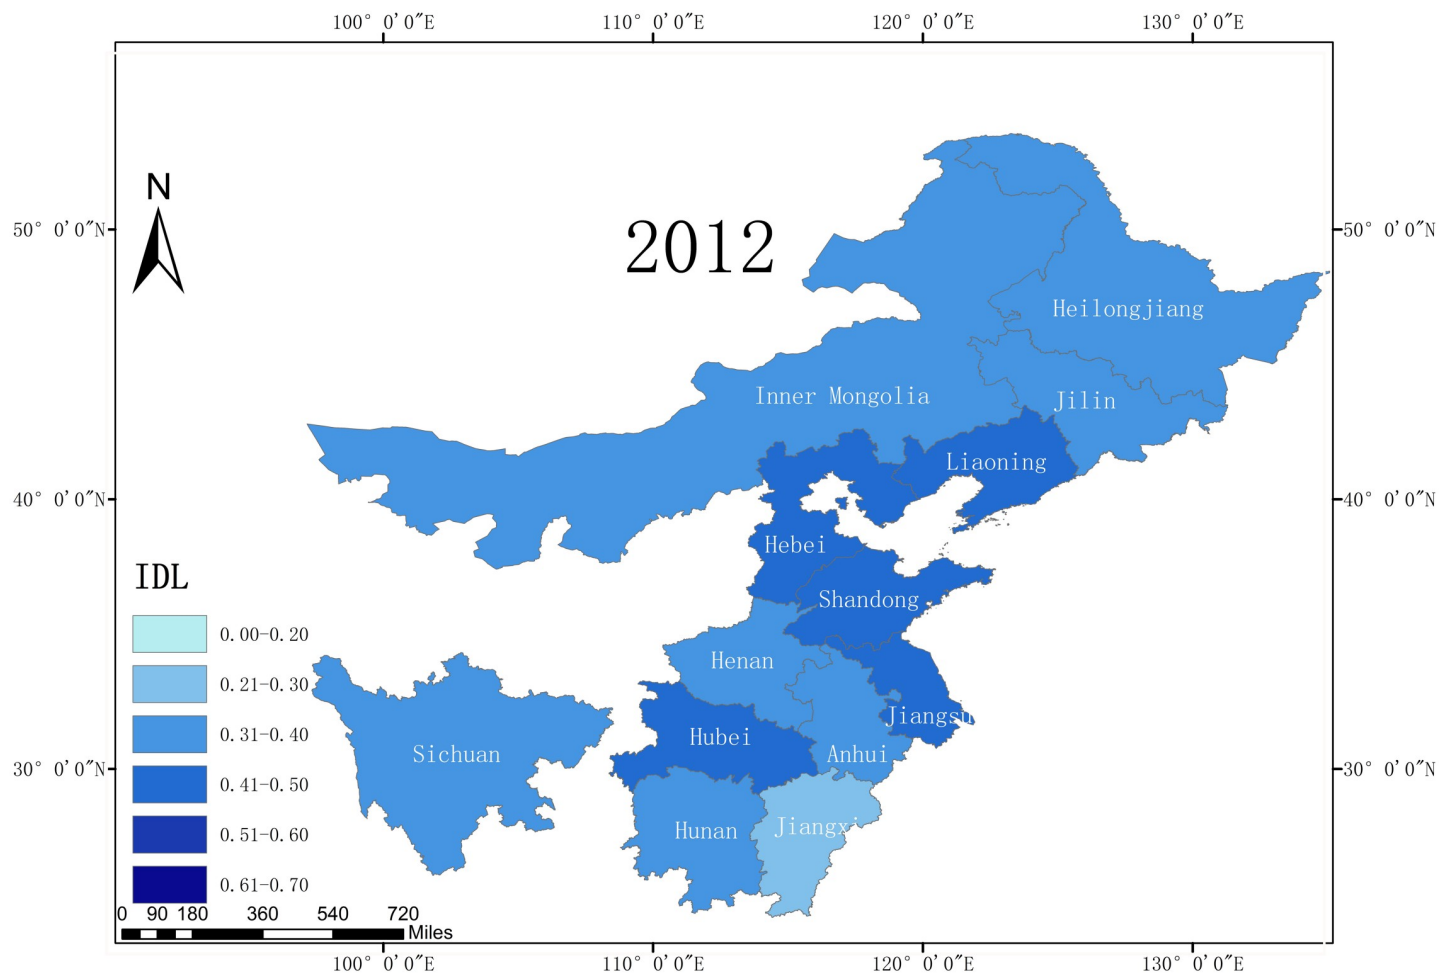 100° 0'0"E 110° 0'0"E 120° 0'0"E 130° 0'0"E
N
2012
50° 0'0"N 50° 0'0"N
Heilongjiang
Inner Mongolia
Jilin
Liaoning
40° 0'0"N 40° 0'0"N
Hebei
Shandong
Henan
Jiangsu
Hubei
Sichuan
Anhui
30° 0'0"N 30° 0'0"N
Hunan
Jiangxi
IDL
0.00-0.20
0.21-0.30
0.31-0.40
0.41-0.50
0.51-0.60
0.61-0.70
0 90 180 360 540 720
Miles
100° 0'0"E 110° 0'0"E 120° 0'0"E 130° 0'0"E